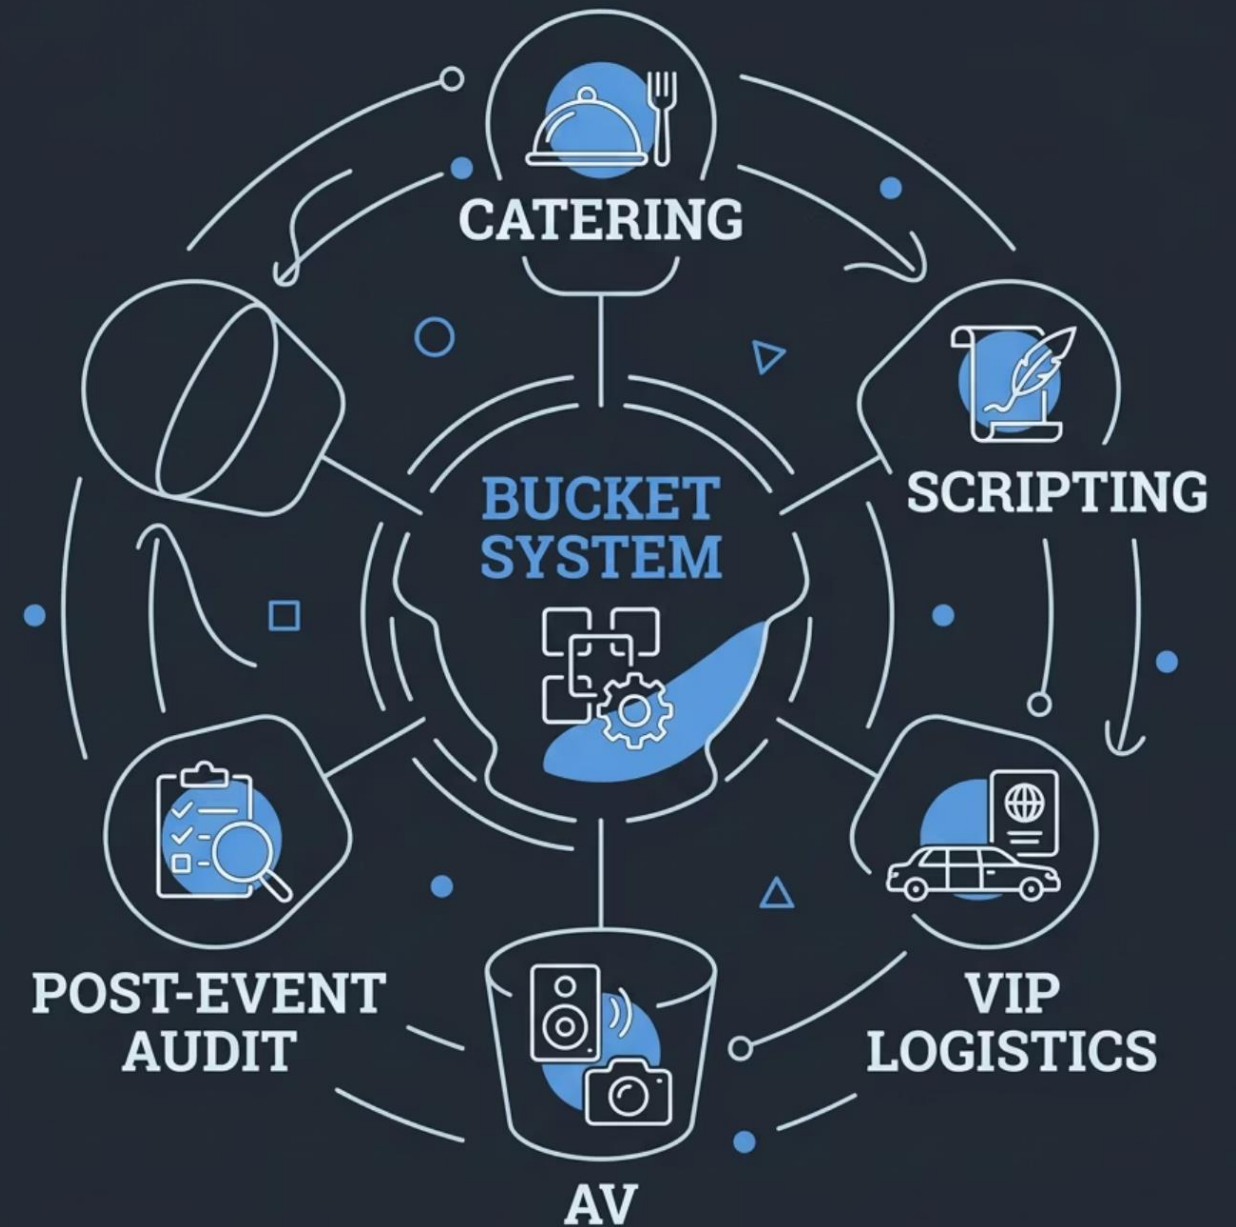 CATERING
BUCKET
SYSTEM
SCRIPTING
POST-EVENT
AUDIT
VIP
LOGISTICS
AV